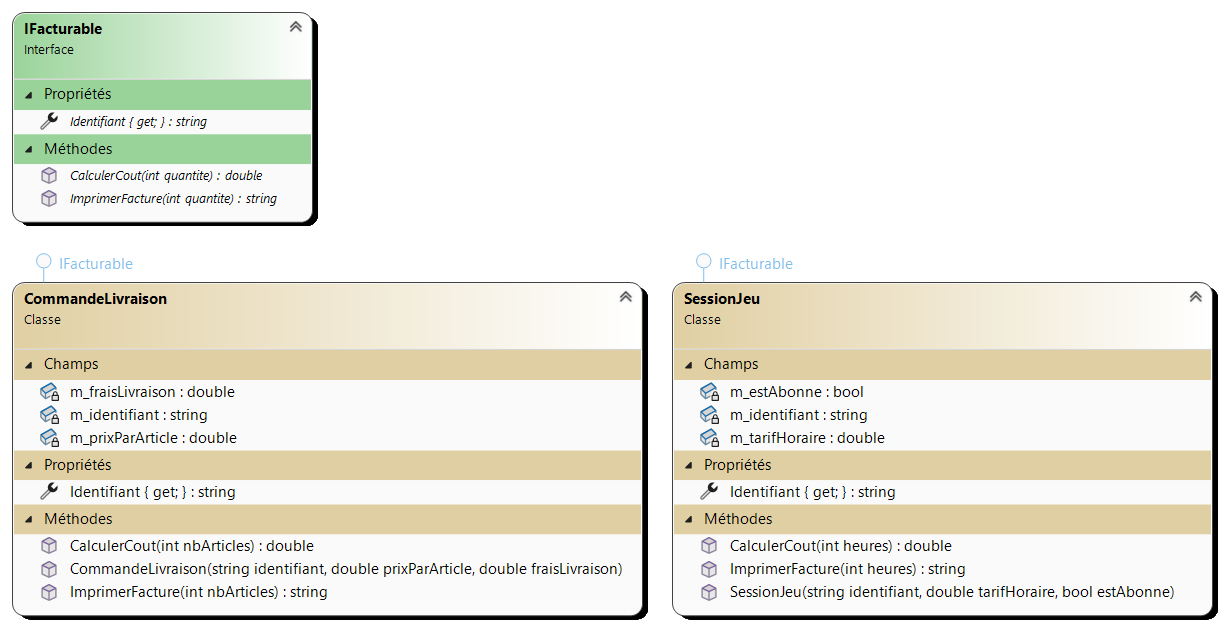 IFacturable
Interface
Propriétés
Identifiant { get; } : string
Méthodes
CalculerCout(int quantite) : double
ImprimerFacture(int quantite) : string
IFacturable
CommandeLivraison
Classe
Champs
m_fraisLivraison : double
m_identifiant : string
m_prixParArticle : double
Propriétés
Identifiant { get; } : string
Méthodes
CalculerCout(int nbArticles) : double
CommandeLivraison(string identifiant, double prixParArticle, double fraisLivraison)
ImprimerFacture(int nbArticles) : string
IFacturable
SessionJeu
Classe
Champs
m_estAbonne : bool
m_identifiant : string
m_tarifHoraire : double
Propriétés
Identifiant { get; } : string
Méthodes
CalculerCout(int heures) : double
ImprimerFacture(int heures) : string
SessionJeu(string identifiant, double tarifHoraire, bool estAbonne)